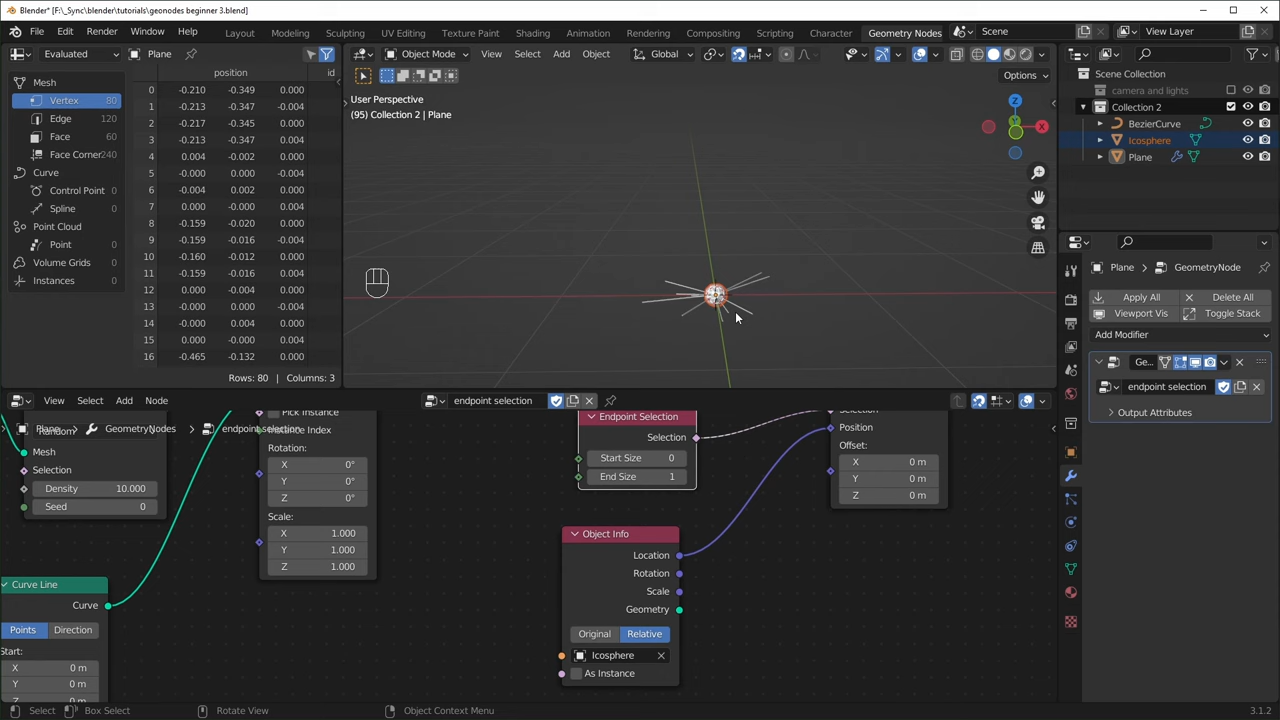 Blender* [F:\_Sync\blender\tutorials\geonodes beginner 3.blend]
File Edit Render Window Help Layout Modeling Sculpting UV Editing Texture Paint Shading Animation Rendering Compositing Scripting Character Geometry Nodes Scene View Layer
Evaluated Plane Object Mode View Select Add Object Global
Options
Mesh
Vertex 80
Edge 120
Face 60
Face Corner 240
Curve
Control Point 0
Spline 0
Point Cloud
Point 0
Volume Grids
Instances 0
position id
0 -0.210 -0.349 0.000
1 -0.213 -0.347 -0.004
2 -0.217 -0.345 0.000
3 -0.213 -0.347 0.004
4 0.004 -0.002 0.000
5 -0.000 0.000 -0.004
6 -0.004 0.002 0.000
7 0.000 -0.000 0.004
8 -0.159 -0.020 0.000
9 -0.159 -0.016 -0.004
10 -0.160 -0.012 0.000
11 -0.159 -0.016 0.004
12 0.000 -0.004 0.000
13 -0.000 0.000 -0.004
14 -0.000 0.004 0.000
15 0.000 -0.000 0.004
16 -0.465 -0.132 0.000
Rows: 80 | Columns: 3
User Perspective
(95) Collection 2 | Plane
Z
X
Scene Collection
camera and lights
Collection 2
BezierCurve
Icosphere
Plane
Plane GeometryNode
Apply All Delete All
Viewport Vis Toggle Stack
Add Modifier
Ge...
endpoint selection
Output Attributes
View Select Add Node endpoint selection
Plane GeometryNodes endpoint selection
Random
Mesh
Selection
Density 10.000
Seed 0
Curve Line
Curve
Points Direction
Start:
X 0 m
Y 0 m
Z 0 m
Pick Instance
Instance Index
Rotation:
X 0°
Y 0°
Z 0°
Scale:
X 1.000
Y 1.000
Z 1.000
Endpoint Selection
Selection
Start Size 0
End Size 1
Object Info
Location
Rotation
Scale
Geometry
Original Relative
Icosphere
As Instance
Selection
Position
Offset:
X 0 m
Y 0 m
Z 0 m
Select Box Select Rotate View Object Context Menu 3.1.2